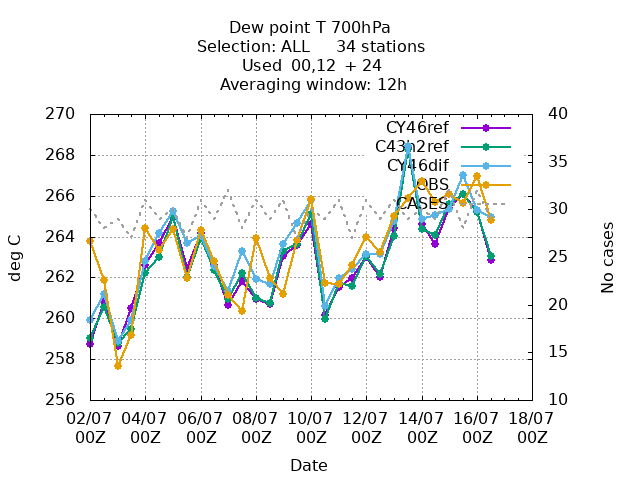 Dew point T 700hPa
Selection: ALL 34 stations
Used 00,12 + 24
Averaging window: 12h
270
268
266
264
262
260
258
256
40
35
30
25
20
15
10
CY46ref
C43h2ref
CY46dif
OBS
CASES
deg C
No cases
02/07 04/07 06/07 08/07 10/07 12/07 14/07 16/07 18/07
00Z 00Z 00Z 00Z 00Z 00Z 00Z 00Z 00Z
Date